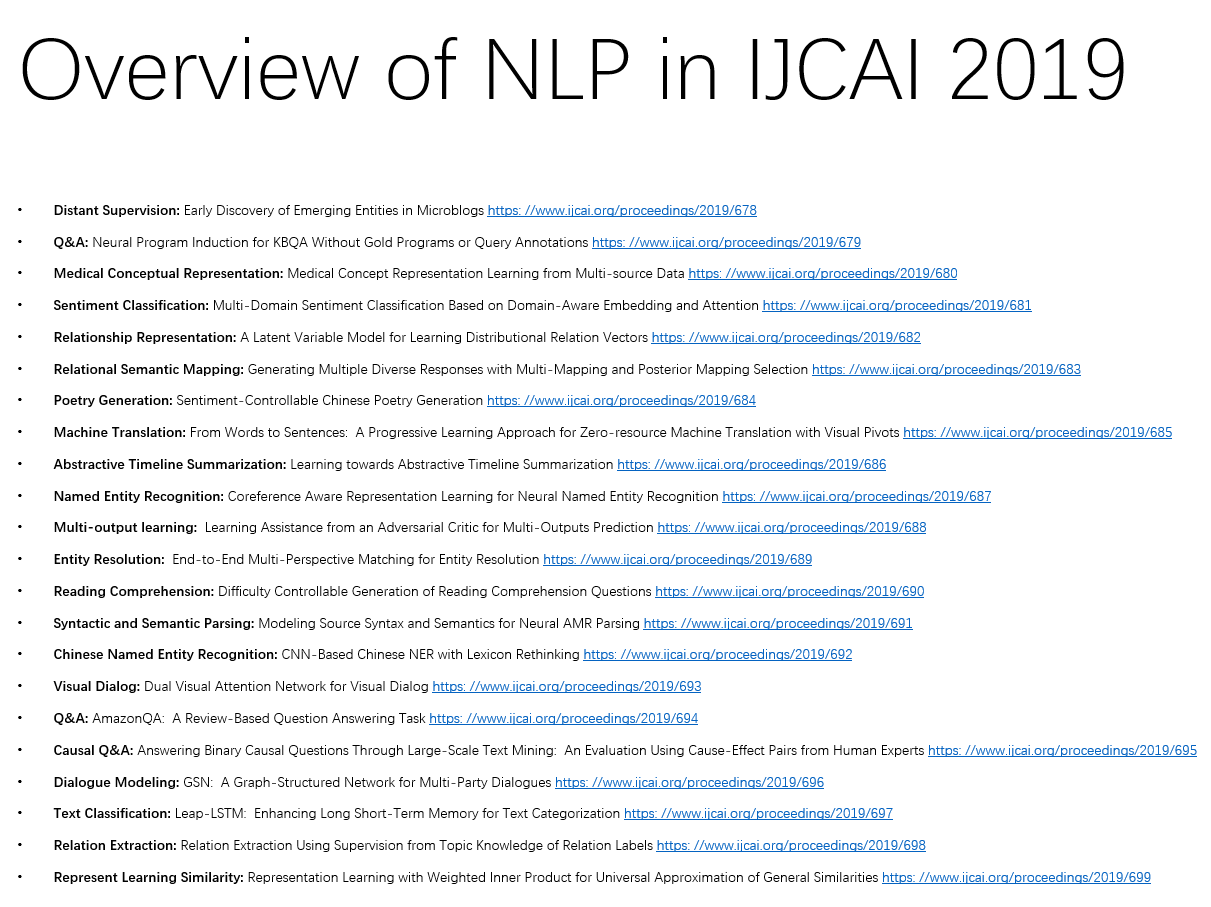 Overview of NLP in IJCAI 2019
• Distant Supervision: Early Discovery of Emerging Entities in Microblogs https: //www.ijcai.org/proceedings/2019/678
• Q&A: Neural Program Induction for KBQA Without Gold Programs or Query Annotations https: //www.ijcai.org/proceedings/2019/679
• Medical Conceptual Representation: Medical Concept Representation Learning from Multi-source Data https: //www.ijcai.org/proceedings/2019/680
• Sentiment Classification: Multi-Domain Sentiment Classification Based on Domain-Aware Embedding and Attention https: //www.ijcai.org/proceedings/2019/681
• Relationship Representation: A Latent Variable Model for Learning Distributional Relation Vectors https: //www.ijcai.org/proceedings/2019/682
• Relational Semantic Mapping: Generating Multiple Diverse Responses with Multi-Mapping and Posterior Mapping Selection https: //www.ijcai.org/proceedings/2019/683
• Poetry Generation: Sentiment-Controllable Chinese Poetry Generation https: //www.ijcai.org/proceedings/2019/684
• Machine Translation: From Words to Sentences:  A Progressive Learning Approach for Zero-resource Machine Translation with Visual Pivots https: //www.ijcai.org/proceedings/2019/685
• Abstractive Timeline Summarization: Learning towards Abstractive Timeline Summarization https: //www.ijcai.org/proceedings/2019/686
• Named Entity Recognition: Coreference Aware Representation Learning for Neural Named Entity Recognition https: //www.ijcai.org/proceedings/2019/687
• Multi-output learning:  Learning Assistance from an Adversarial Critic for Multi-Outputs Prediction https: //www.ijcai.org/proceedings/2019/688
• Entity Resolution:  End-to-End Multi-Perspective Matching for Entity Resolution https: //www.ijcai.org/proceedings/2019/689
• Reading Comprehension: Difficulty Controllable Generation of Reading Comprehension Questions https: //www.ijcai.org/proceedings/2019/690
• Syntactic and Semantic Parsing: Modeling Source Syntax and Semantics for Neural AMR Parsing https: //www.ijcai.org/proceedings/2019/691
• Chinese Named Entity Recognition: CNN-Based Chinese NER with Lexicon Rethinking https: //www.ijcai.org/proceedings/2019/692
• Visual Dialog: Dual Visual Attention Network for Visual Dialog https: //www.ijcai.org/proceedings/2019/693
• Q&A: AmazonQA:  A Review-Based Question Answering Task https: //www.ijcai.org/proceedings/2019/694
• Causal Q&A: Answering Binary Causal Questions Through Large-Scale Text Mining:  An Evaluation Using Cause-Effect Pairs from Human Experts https: //www.ijcai.org/proceedings/2019/695
• Dialogue Modeling: GSN:  A Graph-Structured Network for Multi-Party Dialogues https: //www.ijcai.org/proceedings/2019/696
• Text Classification: Leap-LSTM:  Enhancing Long Short-Term Memory for Text Categorization https: //www.ijcai.org/proceedings/2019/697
• Relation Extraction: Relation Extraction Using Supervision from Topic Knowledge of Relation Labels https: //www.ijcai.org/proceedings/2019/698
• Represent Learning Similarity: Representation Learning with Weighted Inner Product for Universal Approximation of General Similarities https: //www.ijcai.org/proceedings/2019/699